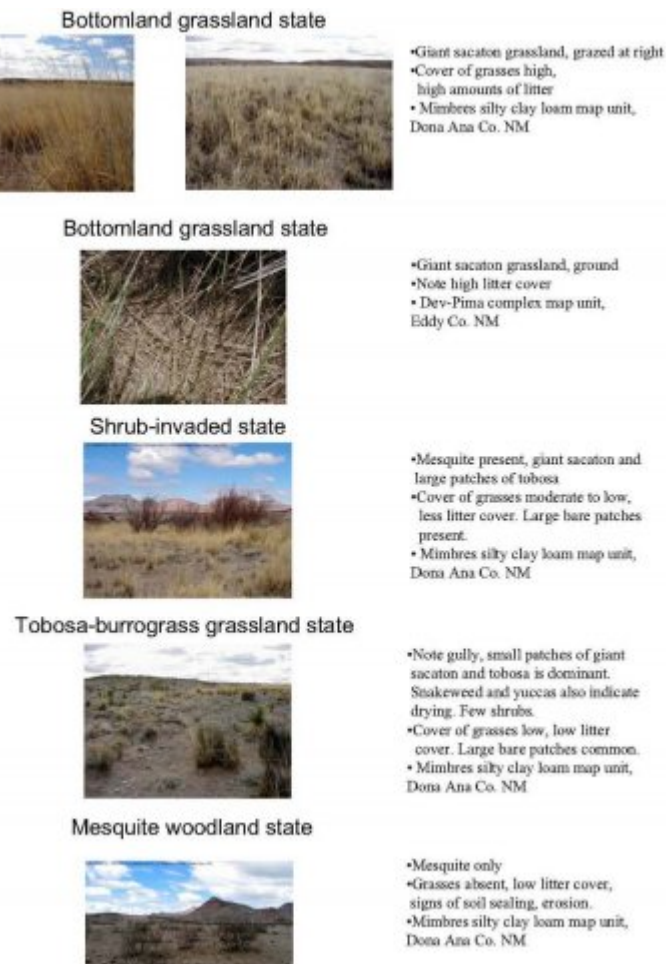 Bottomland grassland state
•Giant sacaton grassland, grazed at right
•Cover of grasses high,
high amounts of litter
• Mimbres silty clay loam map unit,
Dona Ana Co. NM
Bottomland grassland state
•Giant sacaton grassland, ground
•Note high litter cover
• Dev-Pima complex map unit,
Eddy Co. NM
Shrub-invaded state
•Mesquite present, giant sacaton and
large patches of tobosa
•Cover of grasses moderate to low,
less litter cover. Large bare patches
present.
• Mimbres silty clay loam map unit,
Dona Ana Co. NM
Tobosa-burrograss grassland state
•Note gully, small patches of giant
sacaton and tobosa is dominant.
Snakeweed and yuccas also indicate
drying. Few shrubs.
•Cover of grasses low, low litter
cover. Large bare patches common.
• Mimbres silty clay loam map unit,
Dona Ana Co. NM
Mesquite woodland state
•Mesquite only
•Grasses absent, low litter cover,
signs of soil sealing, erosion.
•Mimbres silty clay loam map unit,
Dona Ana Co. NM